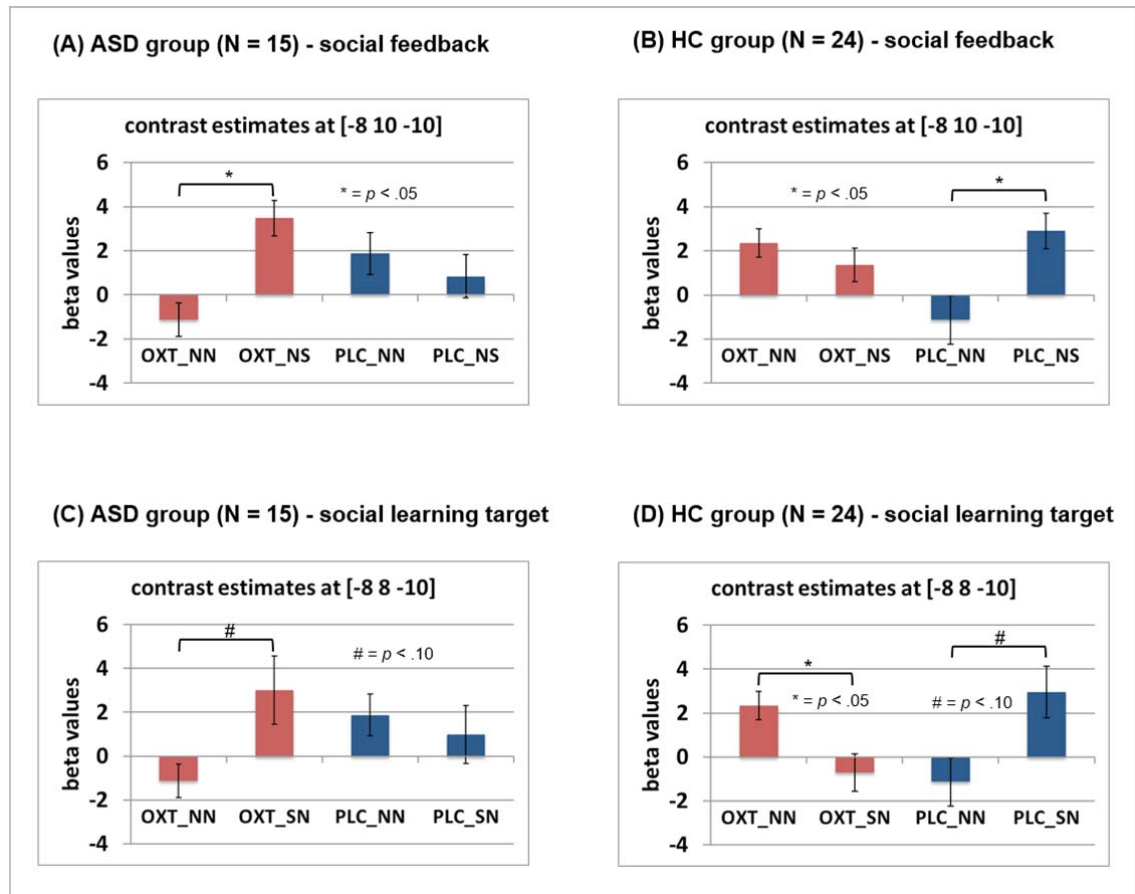 (A) ASD group (N = 15) - social feedback
contrast estimates at [-8 10 -10]
6
4
2
0
-2
-4
beta values
*
* = p < .05
OXT_NN OXT_NS PLC_NN PLC_NS
(B) HC group (N = 24) - social feedback
contrast estimates at [-8 10 -10]
6
4
2
0
-2
-4
beta values
*
* = p < .05
OXT_NN OXT_NS PLC_NN PLC_NS
(C) ASD group (N = 15) - social learning target
contrast estimates at [-8 8 -10]
6
4
2
0
-2
-4
beta values
#
# = p < .10
OXT_NN OXT_SN PLC_NN PLC_SN
(D) HC group (N = 24) - social learning target
contrast estimates at [-8 8 -10]
6
4
2
0
-2
-4
beta values
#
*
* = p < .05 # = p < .10
OXT_NN OXT_SN PLC_NN PLC_SN